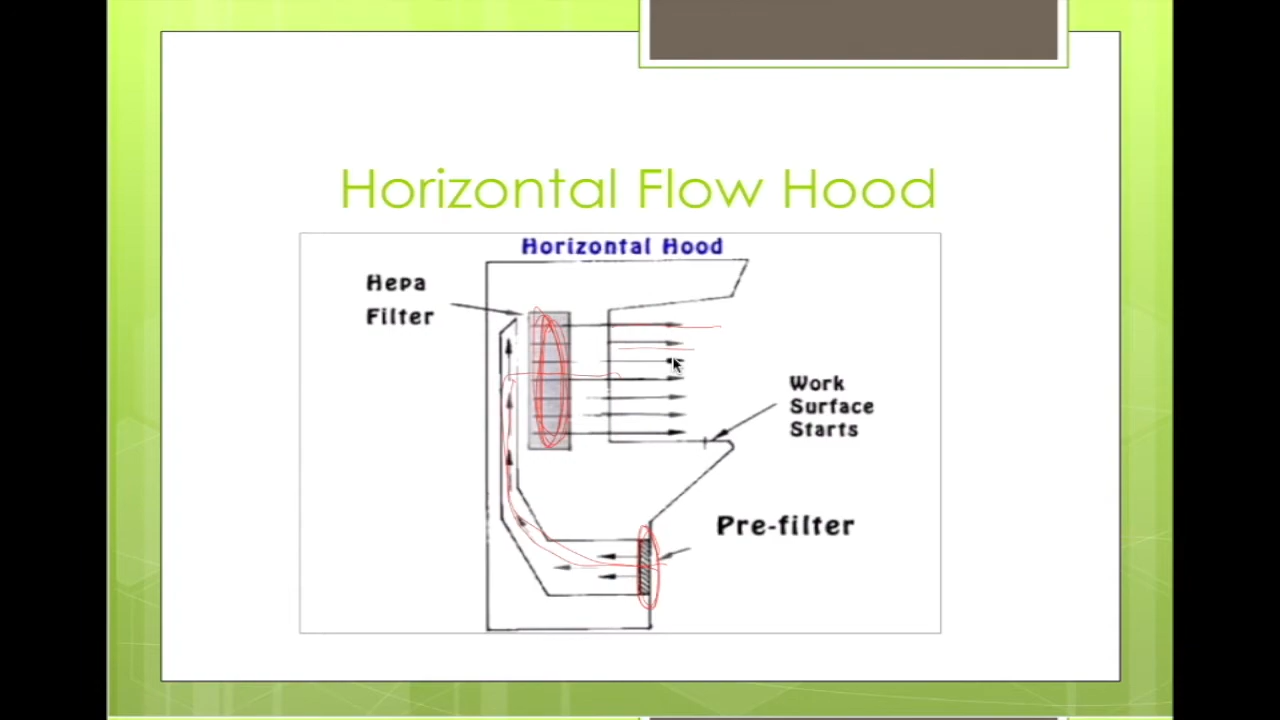 Horizontal Flow Hood
Horizontal Hood
Hepa
Filter
Work
Surface
Starts
Pre-filter